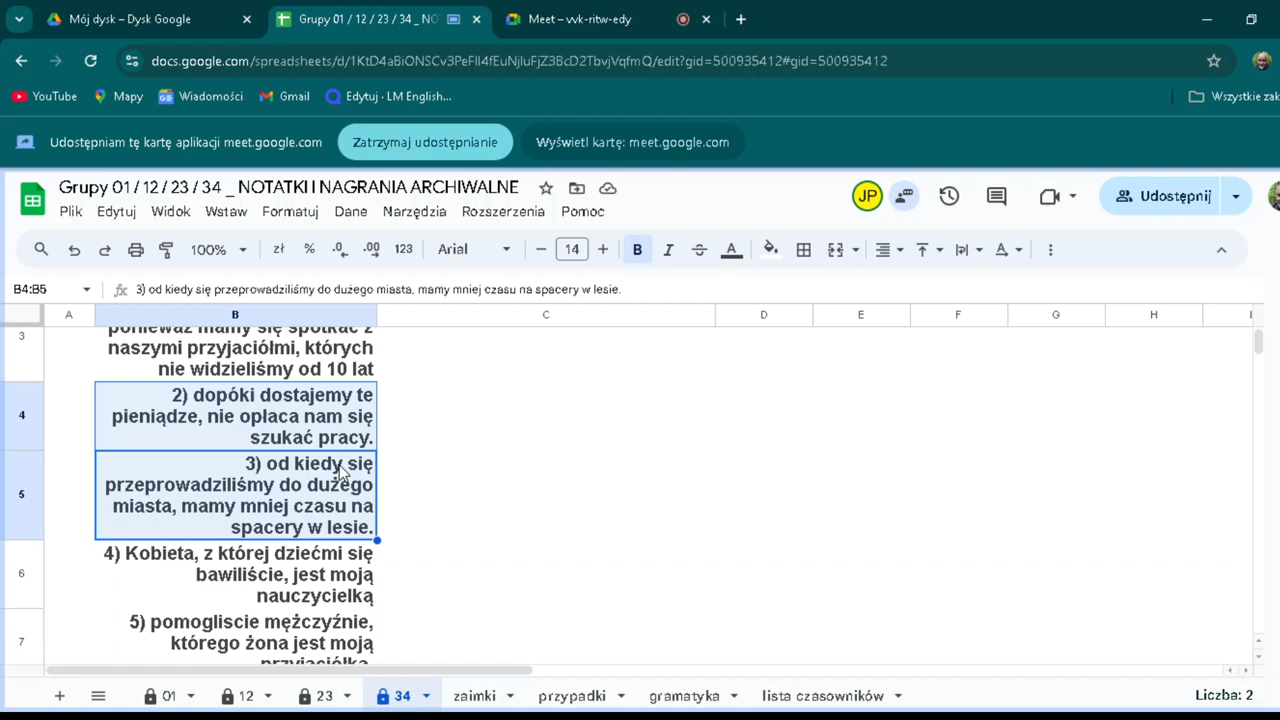 Mój dysk – Dysk Google
Grupy 01 / 12 / 23 / 34 _ NO
Meet – vvk-ritw-edy
docs.google.com/spreadsheets/d/1KtD4aBiONSCv3PeFlI4fEuNjluFjZ3BcD2TbvjVqfmQ/edit?gid=500935412#gid=500935412
YouTube
Mapy
Wiadomości
Gmail
Edytuj · LM English...
Wszystkie zak
Udostępniam tę kartę aplikacji meet.google.com
Zatrzymaj udostępnianie
Wyświetl kartę: meet.google.com
Grupy 01 / 12 / 23 / 34 _ NOTATKI I NAGRANIA ARCHIWALNE
JP
Udostępnij
Plik Edytuj Widok Wstaw Formatuj Dane Narzędzia Rozszerzenia Pomoc
100% zł % .0 .00 123 Arial 14 B I A
B4:B5
fx 3) od kiedy się przeprowadziliśmy do dużego miasta, mamy mniej czasu na spacery w lesie.
A B C D E F G H I
3
ponieważ mamy się spotkać z
naszymi przyjaciółmi, których
nie widzieliśmy od 10 lat
4
2) dopóki dostajemy te
pieniądze, nie opłaca nam się
szukać pracy.
5
3) od kiedy się
przeprowadziliśmy do dużego
miasta, mamy mniej czasu na
spacery w lesie.
6
4) Kobieta, z której dziećmi się
bawiliście, jest moją
nauczycielką
7
5) pomogliscie mężczyźnie,
którego żona jest moją
przyjaciółką.
01 12 23 34 zaimki przypadki gramatyka lista czasowników
Liczba: 2